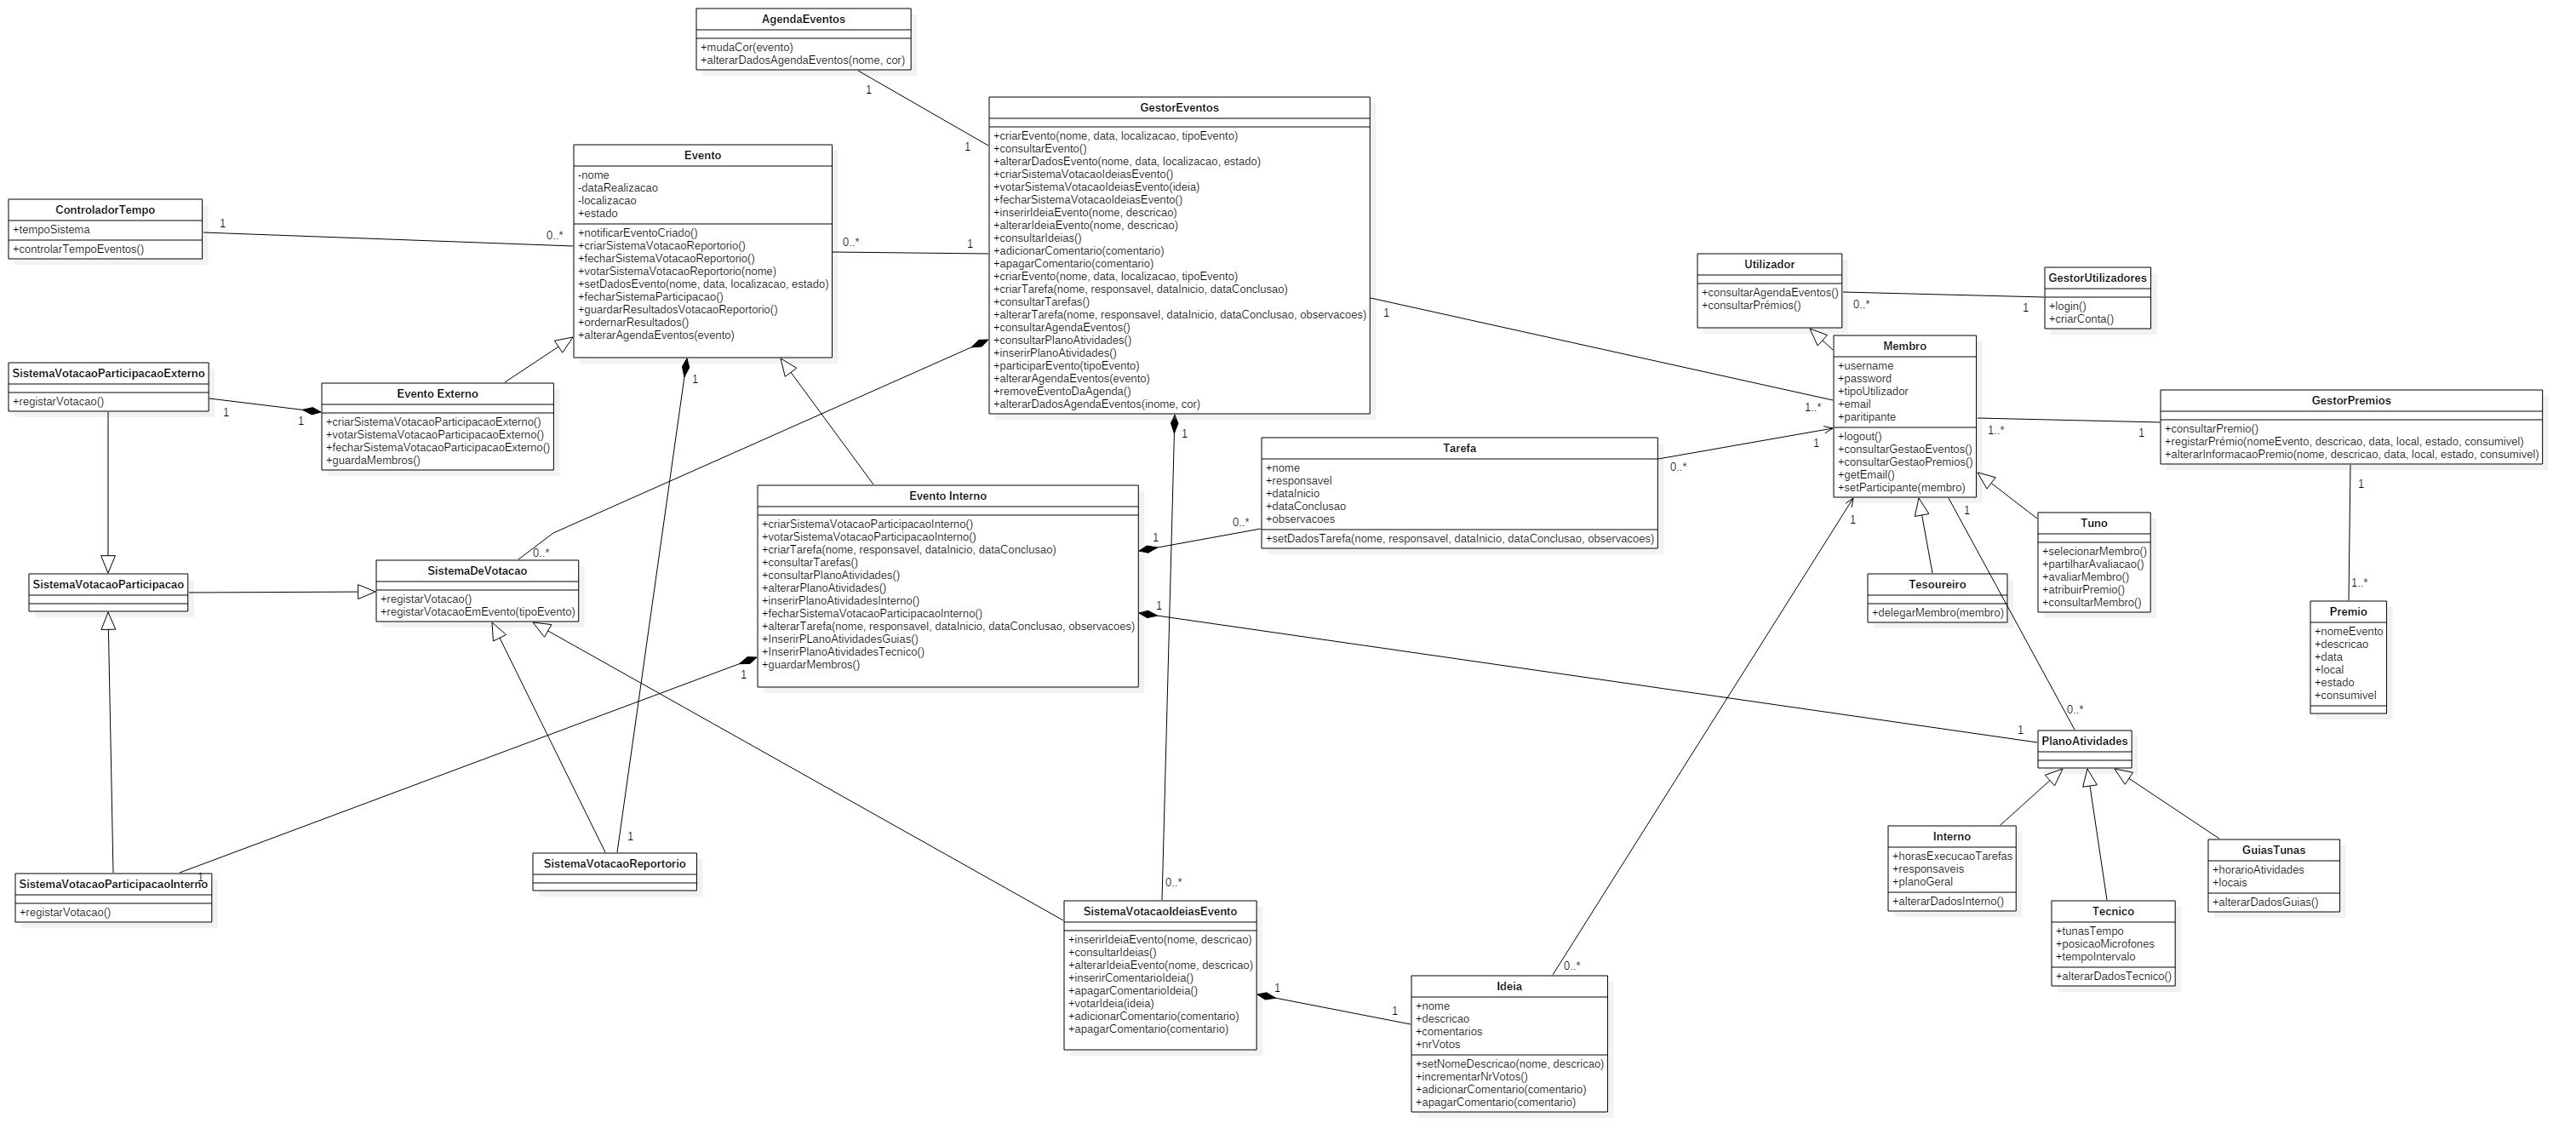 AgendaEventos
+mudaCor(evento)
+alterarDadosAgendaEventos(nome, cor)
1
1
GestorEventos
+criarEvento(nome, data, localizacao, tipoEvento)
+consultarEvento()
+alterarDadosEvento(nome, data, localizacao, estado)
+criarSistemaVotacaoIdeiasEvento()
+votarSistemaVotacaoIdeiasEvento(ideia)
+fecharSistemaVotacaoIdeiasEvento()
+inserirIdeiaEvento(nome, descricao)
+alterarIdeiaEvento(nome, descricao)
+consultarIdeias()
+adicionarComentario(comentario)
+apagarComentario(comentario)
+criarEvento(nome, data, localizacao, tipoEvento)
+criarTarefa(nome, responsavel, dataInicio, dataConclusao)
+consultarTarefas()
+alterarTarefa(nome, responsavel, dataInicio, dataConclusao, observacoes)
+consultarAgendaEventos()
+consultarPlanoAtividades()
+inserirPlanoAtividades()
+participarEvento(tipoEvento)
+alterarAgendaEventos(evento)
+removeEventoDaAgenda()
+alterarDadosAgendaEventos(inome, cor)
Evento
-nome
-dataRealizacao
-localizacao
+estado
+notificarEventoCriado()
+criarSistemaVotacaoReportorio()
+fecharSistemaVotacaoReportorio()
+votarSistemaVotacaoReportorio(nome)
+setDadosEvento(nome, data, localizacao, estado)
+fecharSistemaParticipacao()
+guardarResultadosVotacaoReportorio()
+ordernarResultados()
+alterarAgendaEventos(evento)
0..*
1
ControladorTempo
+tempoSistema
+controlarTempoEventos()
1
0..*
Utilizador
+consultarAgendaEventos()
+consultarPrémios()
0..*
1
GestorUtilizadores
+login()
+criarConta()
Membro
+username
+password
+tipoUtilizador
+email
+paritipante
+logout()
+consultarGestaoEventos()
+consultarGestaoPremios()
+getEmail()
+setParticipante(membro)
1
1..*
1..*
1
GestorPremios
+consultarPremio()
+registarPrémio(nomeEvento, descricao, data, local, estado, consumivel)
+alterarInformacaoPremio(nome, descricao, data, local, estado, consumivel)
1
1..*
Premio
+nomeEvento
+descricao
+data
+local
+estado
+consumivel
SistemaVotacaoParticipacaoExterno
+registarVotacao()
1
1
Evento Externo
+criarSistemaVotacaoParticipacaoExterno()
+votarSistemaVotacaoParticipacaoExterno()
+fecharSistemaVotacaoParticipacaoExterno()
+guardaMembros()
1
1
Tarefa
+nome
+responsavel
+dataInicio
+dataConclusao
+observacoes
+setDadosTarefa(nome, responsavel, dataInicio, dataConclusao, observacoes)
0..*
1
1
0..*
Evento Interno
+criarSistemaVotacaoParticipacaoInterno()
+votarSistemaVotacaoParticipacaoInterno()
+criarTarefa(nome, responsavel, dataInicio, dataConclusao)
+consultarTarefas()
+consultarPlanoAtividades()
+alterarPlanoAtividades()
+inserirPlanoAtividadesInterno()
+fecharSistemaVotacaoParticipacaoInterno()
+alterarTarefa(nome, responsavel, dataInicio, dataConclusao, observacoes)
+InserirPLanoAtividadesGuias()
+InserirPlanoAtividadesTecnico()
+guardarMembros()
1
1
Tuno
+selecionarMembro()
+partilharAvaliacao()
+avaliarMembro()
+atribuirPremio()
+consultarMembro()
Tesoureiro
+delegarMembro(membro)
1
1
SistemaVotacaoParticipacao
0..*
SistemaDeVotacao
+registarVotacao()
+registarVotacaoEmEvento(tipoEvento)
0..*
1
PlanoAtividades
Interno
+horasExecucaoTarefas
+responsaveis
+planoGeral
+alterarDadosInterno()
GuiasTunas
+horarioAtividades
+locais
+alterarDadosGuias()
Tecnico
+tunasTempo
+posicaoMicrofones
+tempoIntervalo
+alterarDadosTecnico()
1
SistemaVotacaoReportorio
1
SistemaVotacaoParticipacaoInterno
+registarVotacao()
0..*
SistemaVotacaoIdeiasEvento
+inserirIdeiaEvento(nome, descricao)
+consultarIdeias()
+alterarIdeiaEvento(nome, descricao)
+inserirComentarioIdeia()
+apagarComentarioIdeia()
+votarIdeia(ideia)
+adicionarComentario(comentario)
+apagarComentario(comentario)
1
1
0..*
Ideia
+nome
+descricao
+comentarios
+nrVotos
+setNomeDescricao(nome, descricao)
+incrementarNrVotos()
+adicionarComentario(comentario)
+apagarComentario(comentario)